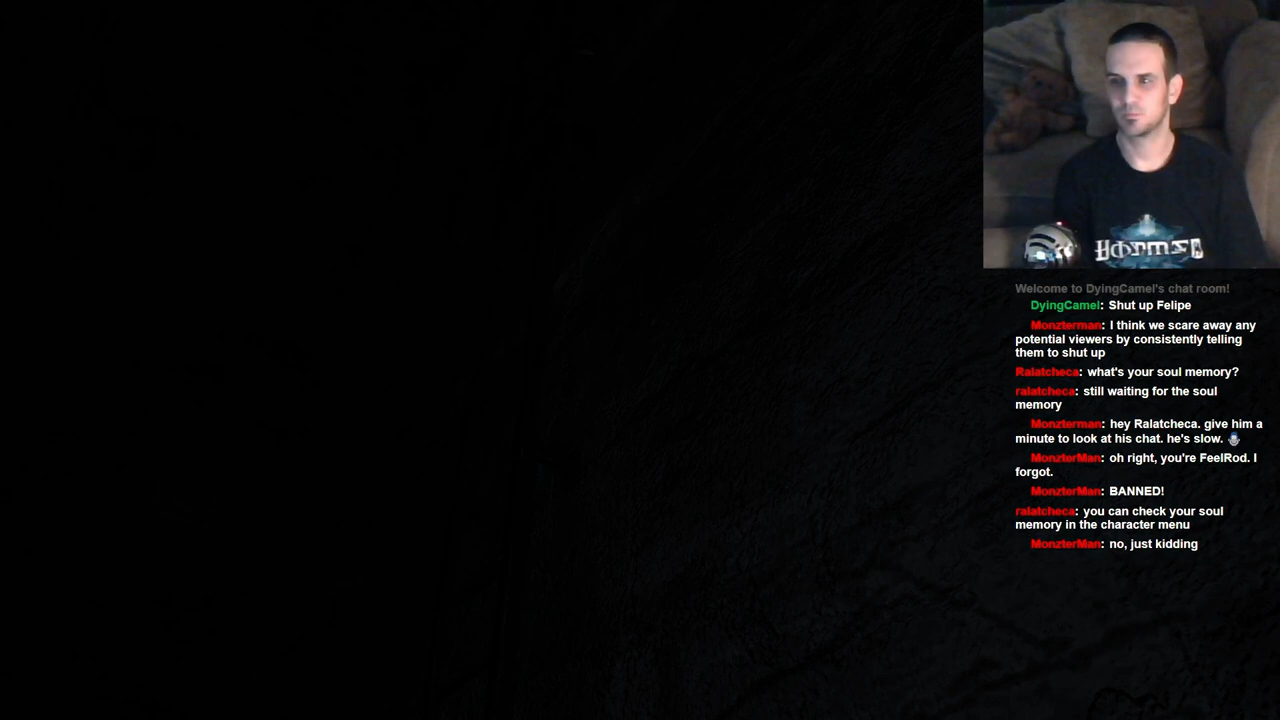 Welcome to DyingCamel's chat room!
DyingCamel: Shut up Felipe
Monzterman: I think we scare away any
potential viewers by consistently telling
them to shut up
Ralatcheca: what's your soul memory?
ralatcheca: still waiting for the soul
memory
Monzterman: hey Ralatcheca. give him a
minute to look at his chat. he's slow.
MonzterMan: oh right, you're FeelRod. I
forgot.
MonzterMan: BANNED!
ralatcheca: you can check your soul
memory in the character menu
MonzterMan: no, just kidding